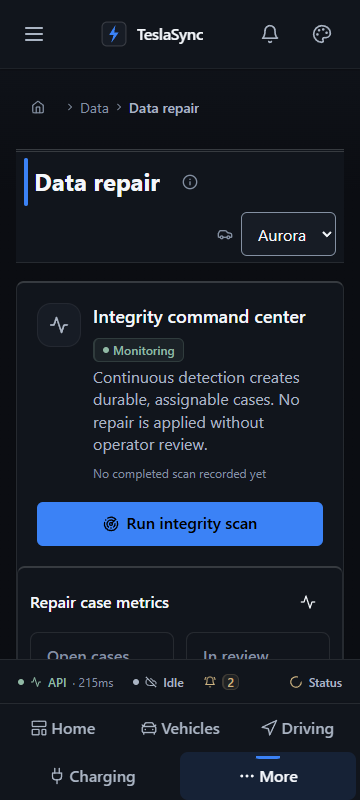 TeslaSync
Data
Data repair
Data repair
Aurora
Integrity command center
Monitoring
Continuous detection creates
durable, assignable cases. No
repair is applied without
operator review.
No completed scan recorded yet
Run integrity scan
Repair case metrics
Open cases
In review
API · 215ms
Idle
2
Status
Home
Vehicles
Driving
Charging
More